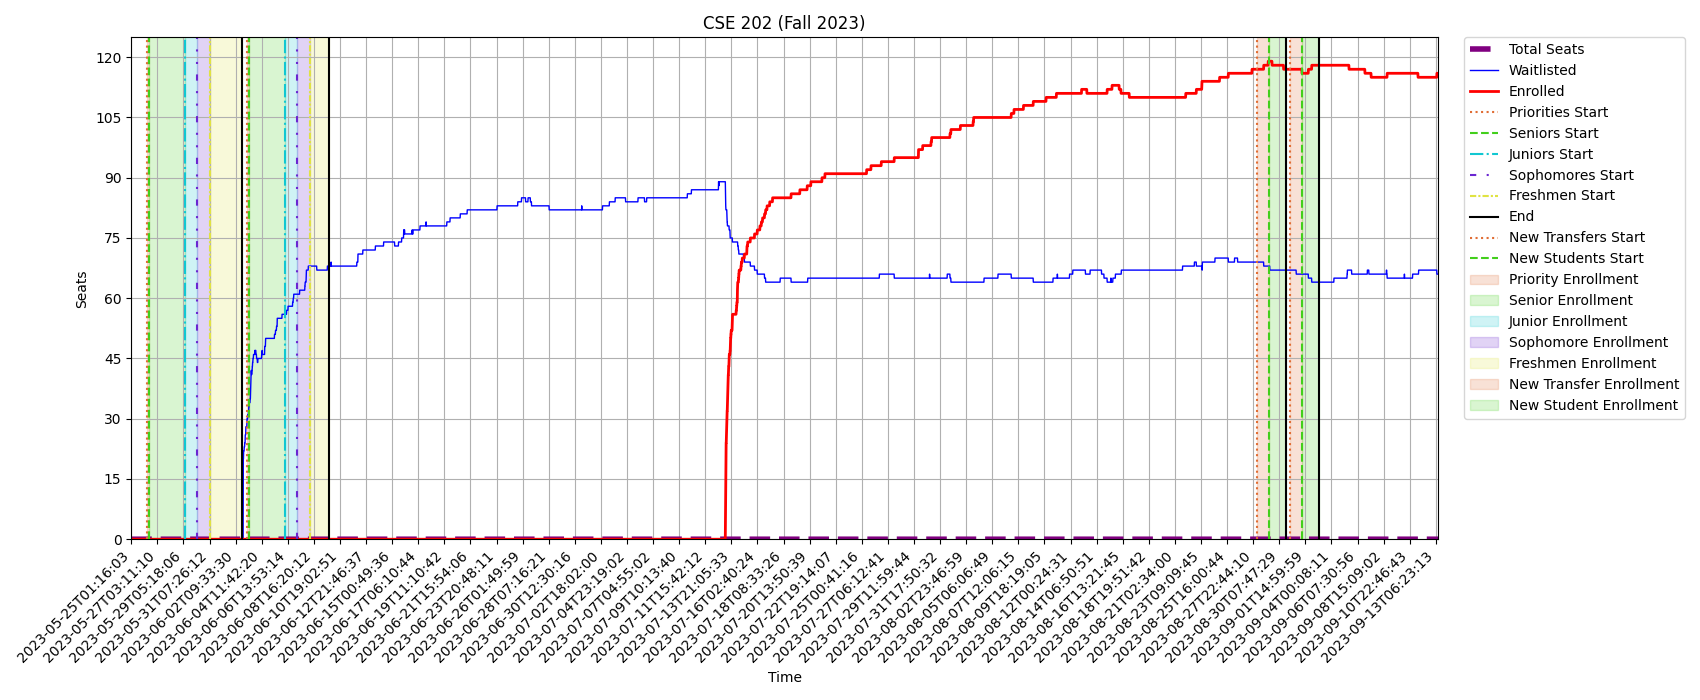 CSE 202 (Fall 2023)
120
105
90
75
60
45
30
15
0
Seats
2023-05-25T01:16:03
2023-05-27T03:11:10
2023-05-29T05:18:06
2023-05-31T07:26:12
2023-06-02T09:33:30
2023-06-04T11:42:20
2023-06-06T13:53:14
2023-06-08T16:20:12
2023-06-10T19:02:51
2023-06-12T21:46:37
2023-06-15T00:49:36
2023-06-17T06:10:44
2023-06-19T11:10:42
2023-06-21T15:54:06
2023-06-23T20:48:11
2023-06-26T01:49:59
2023-06-28T07:16:21
2023-06-30T12:30:16
2023-07-02T18:02:00
2023-07-04T23:19:02
2023-07-07T04:55:02
2023-07-09T10:13:40
2023-07-11T15:42:12
2023-07-13T21:05:33
2023-07-16T02:40:24
2023-07-18T08:33:26
2023-07-20T13:50:39
2023-07-22T19:14:07
2023-07-25T00:41:16
2023-07-27T06:12:41
2023-07-29T11:59:44
2023-07-31T17:50:32
2023-08-02T23:46:59
2023-08-05T06:06:49
2023-08-07T12:06:15
2023-08-09T18:19:05
2023-08-12T00:24:31
2023-08-14T06:50:51
2023-08-16T13:21:45
2023-08-18T19:51:42
2023-08-21T02:34:00
2023-08-23T09:09:45
2023-08-25T16:00:44
2023-08-27T22:44:10
2023-08-30T07:47:29
2023-09-01T14:59:59
2023-09-04T00:08:11
2023-09-06T07:30:56
2023-09-08T15:09:02
2023-09-10T22:46:43
2023-09-13T06:23:13
Time
Total Seats
Waitlisted
Enrolled
Priorities Start
Seniors Start
Juniors Start
Sophomores Start
Freshmen Start
End
New Transfers Start
New Students Start
Priority Enrollment
Senior Enrollment
Junior Enrollment
Sophomore Enrollment
Freshmen Enrollment
New Transfer Enrollment
New Student Enrollment